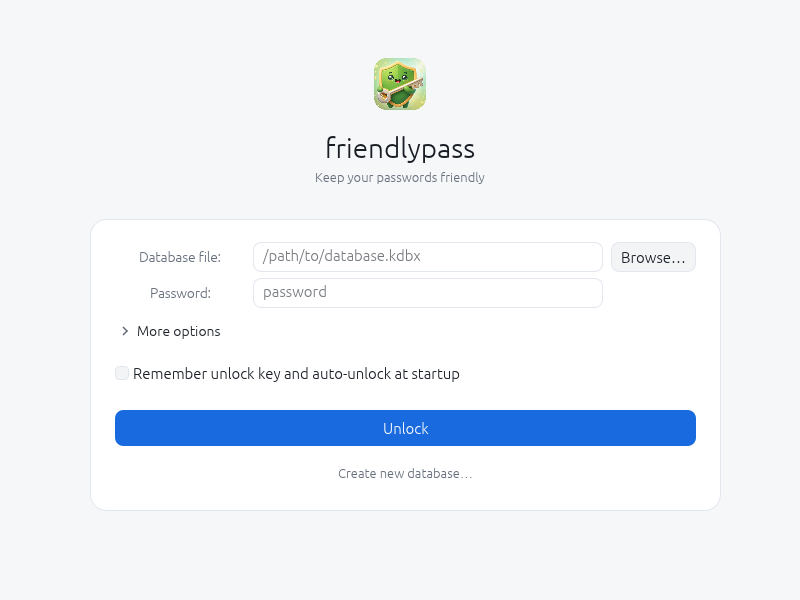 friendlypass
Keep your passwords friendly
Database file:
/path/to/database.kdbx
Browse...
Password:
password
More options
Remember unlock key and auto-unlock at startup
Unlock
Create new database...